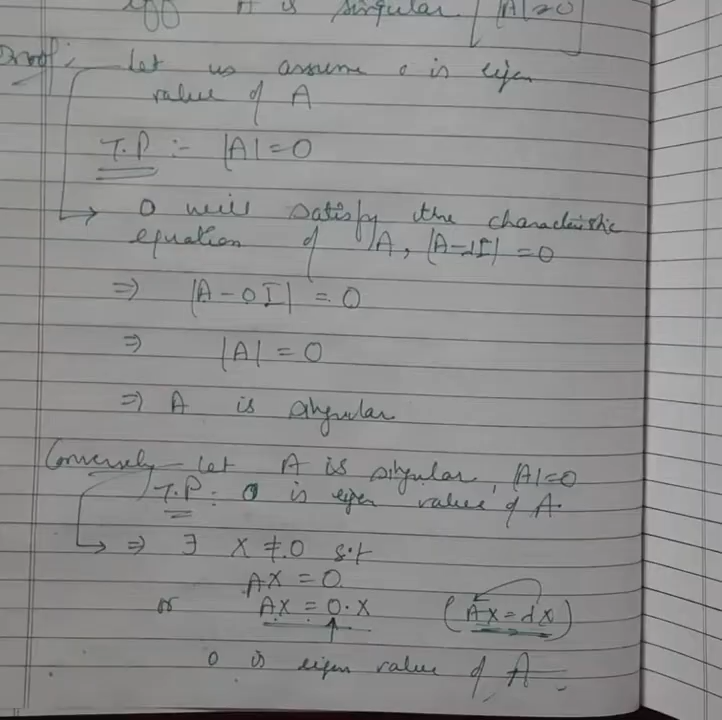 iff A is singular |A|=0
Proof:- Let us assume 0 is eigen
value of A
T.P :- |A|=0
0 will satisfy the characteristic
equation of A, |A-λI| =0
=> |A-0I| = 0
=> |A| = 0
=> A is singular
Conversely Let A is singular, |A|=0
T.P: 0 is eigen value of A.
=> ∃ X ≠ 0 s.t
AX = 0
or AX = 0·X (AX=λX)
0 is eigen value of A